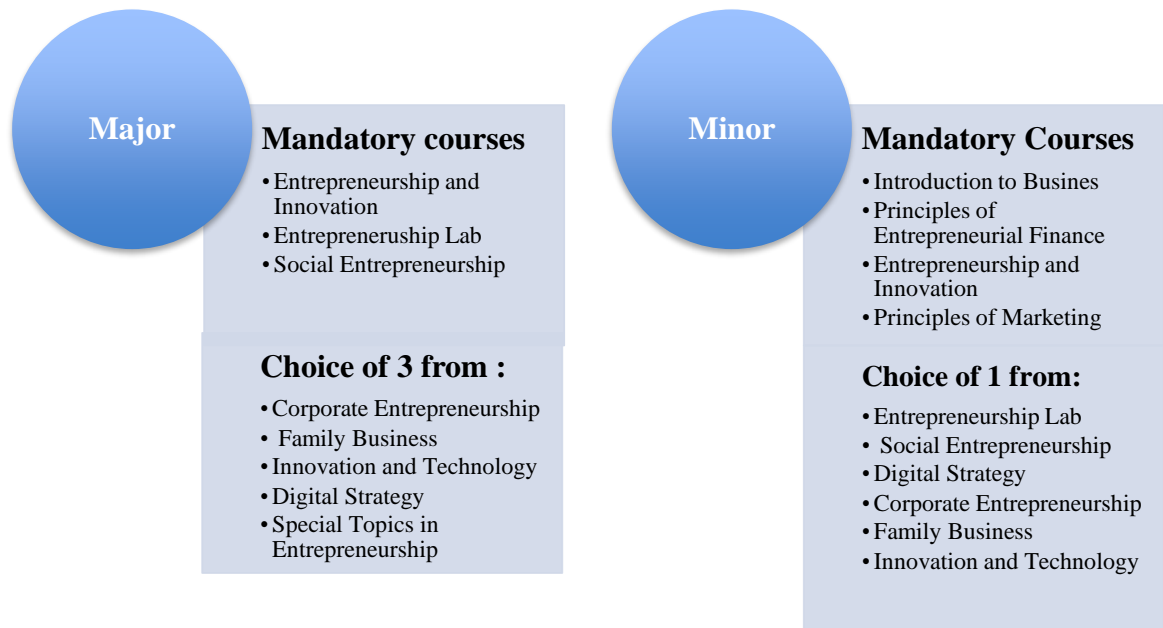 Major
Mandatory courses
• Entrepreneurship and
Innovation
• Entrepreneruship Lab
• Social Entrepreneurship
Choice of 3 from :
• Corporate Entrepreneurship
• Family Business
• Innovation and Technology
• Digital Strategy
• Special Topics in
Entrepreneurship
Minor
Mandatory Courses
• Introduction to Busines
• Principles of
Entrepreneurial Finance
• Entrepreneurship and
Innovation
• Principles of Marketing
Choice of 1 from:
• Entrepreneurship Lab
• Social Entrepreneurship
• Digital Strategy
• Corporate Entrepreneurship
• Family Business
• Innovation and Technology